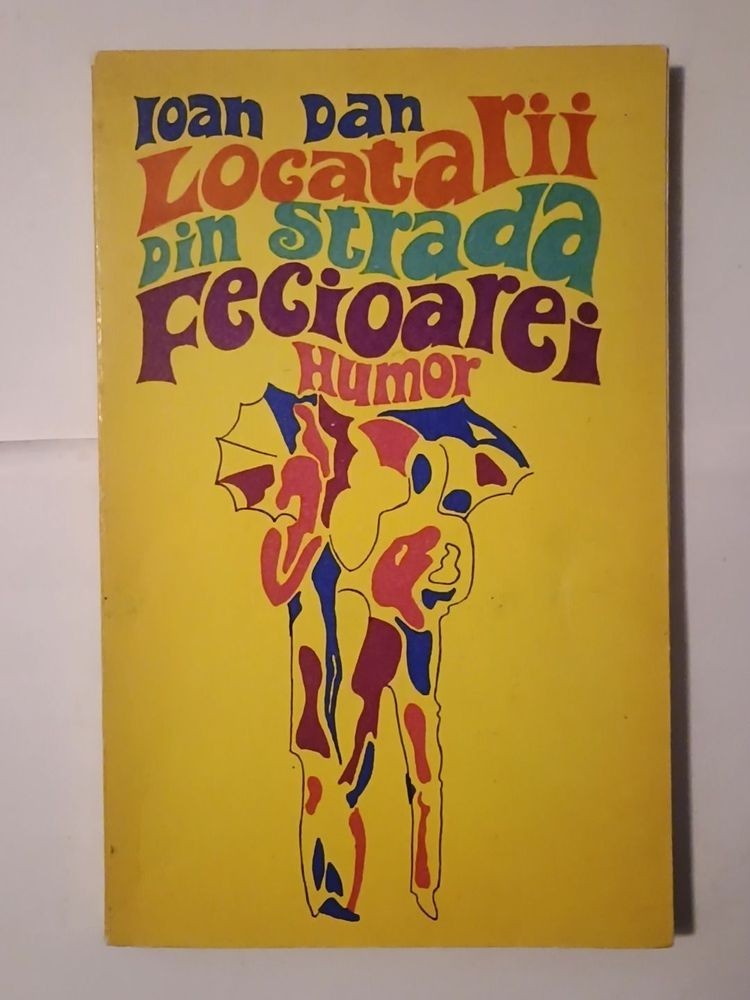 Ioan Dan
Locatarii
din strada
Fecioarei
Humor